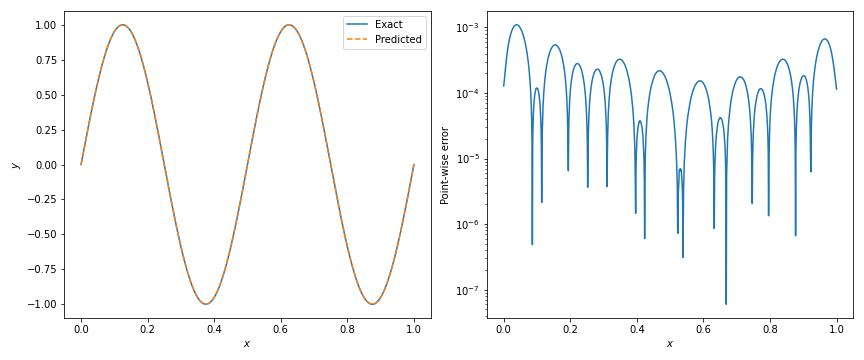 1.00
0.75
0.50
0.25
0.00
−0.25
−0.50
−0.75
−1.00
y
0.0 0.2 0.4 0.6 0.8 1.0
x
Exact
Predicted
10⁻³
10⁻⁴
10⁻⁵
10⁻⁶
10⁻⁷
Point-wise error
0.0 0.2 0.4 0.6 0.8 1.0
x